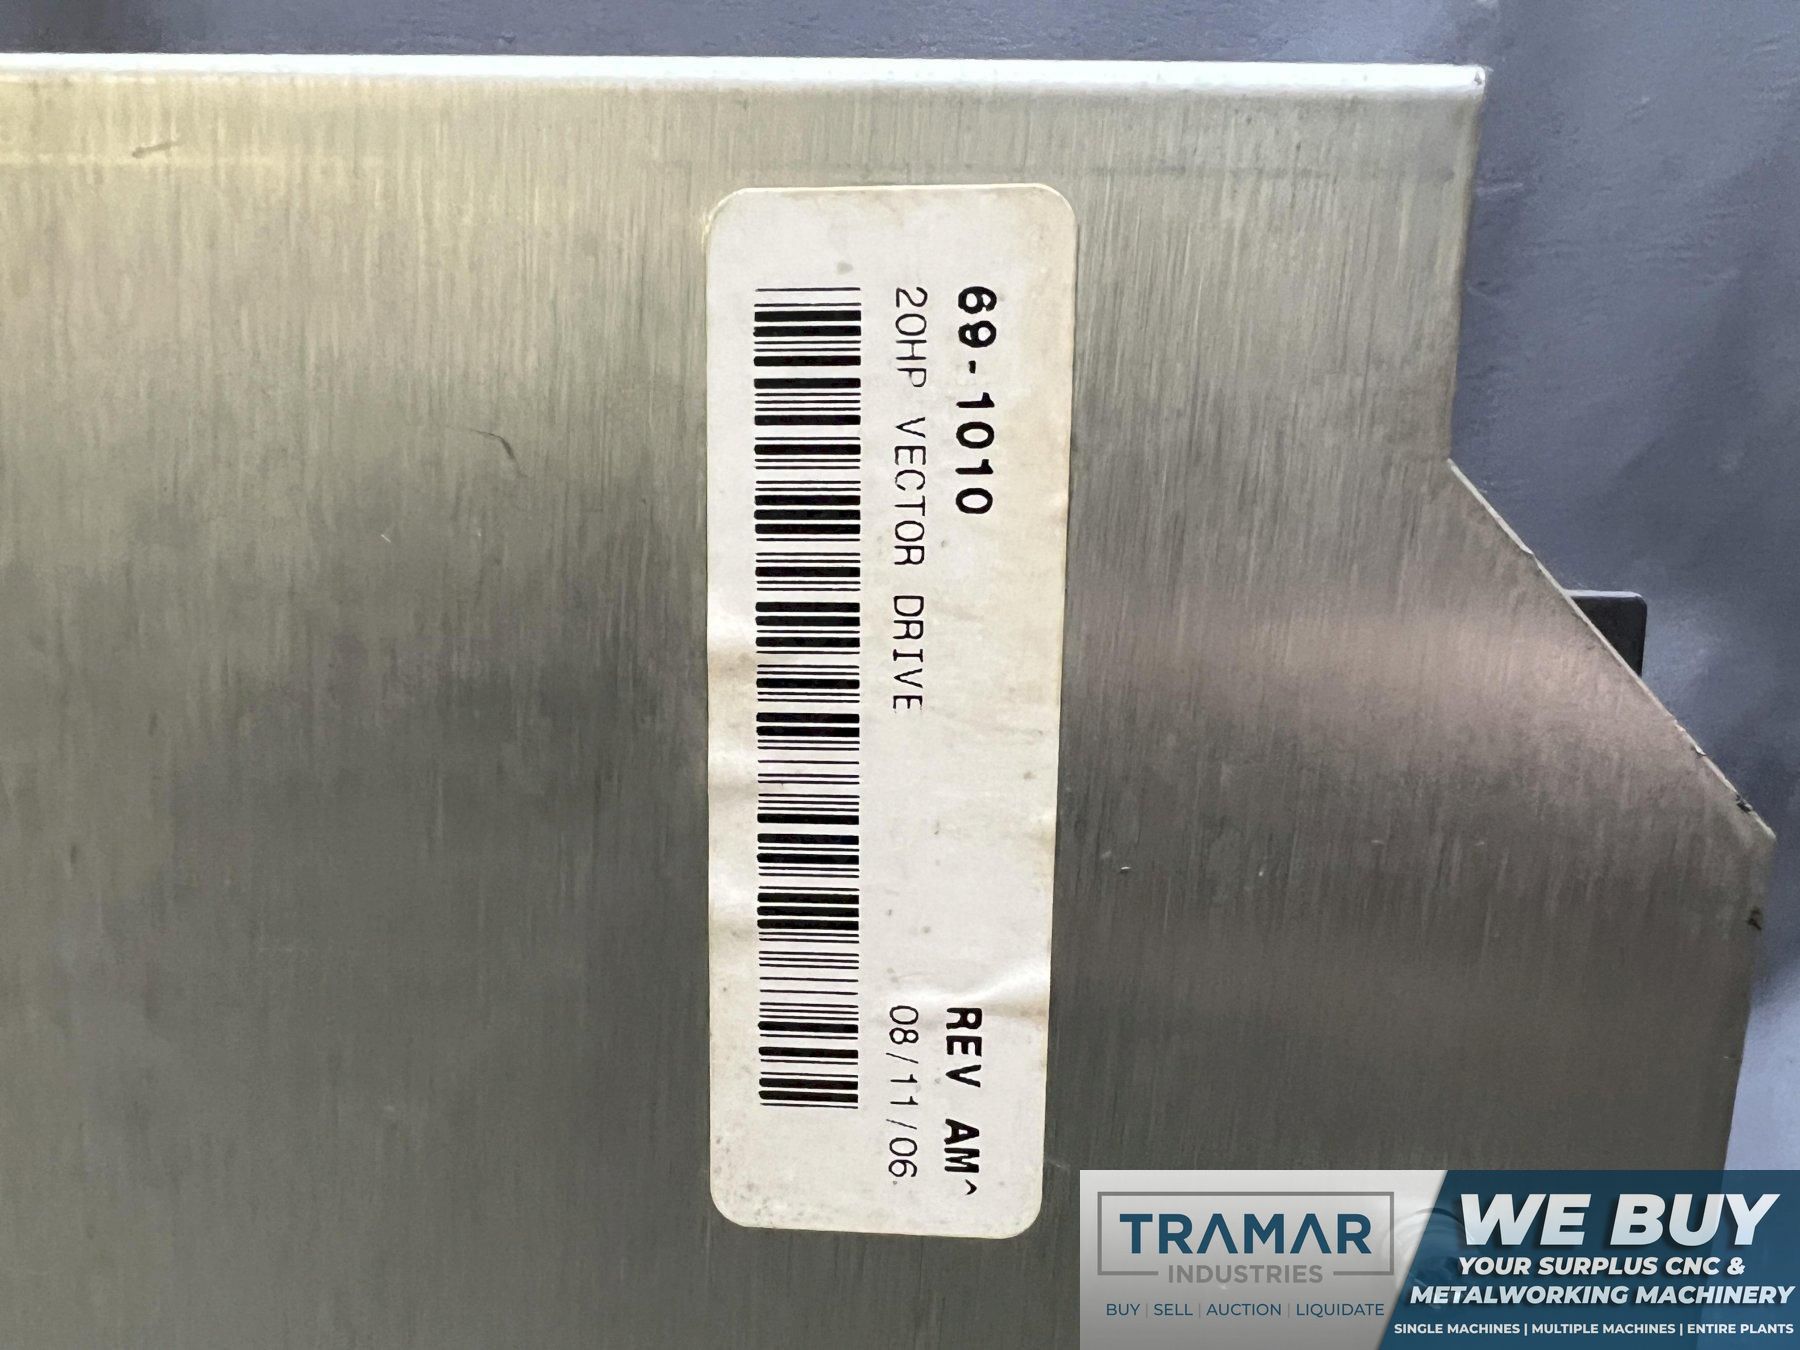 69-1010
REV AM^
20HP VECTOR DRIVE
08/11/06
TRAMAR
INDUSTRIES
BUY | SELL | AUCTION | LIQUIDATE
WE BUY
YOUR SURPLUS CNC &
METALWORKING MACHINERY
SINGLE MACHINES | MULTIPLE MACHINES | ENTIRE PLANTS